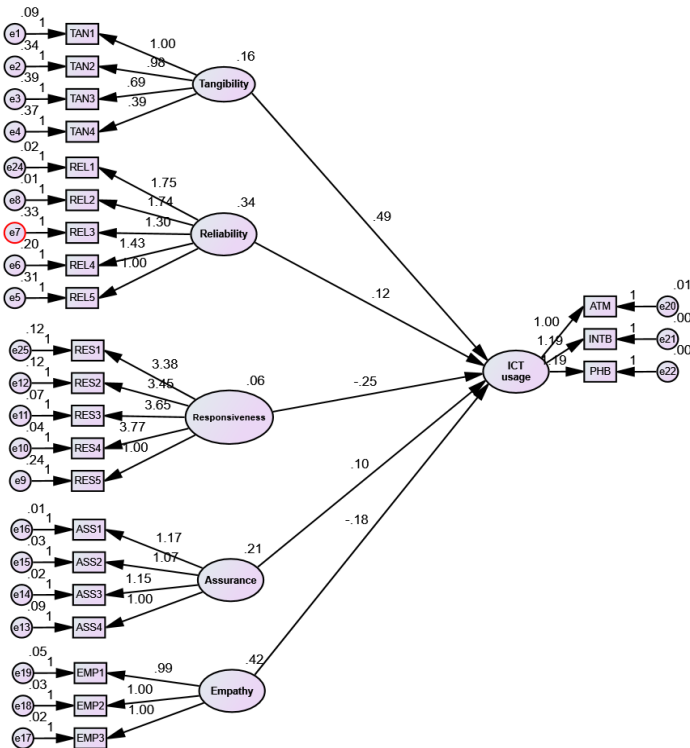 .09
e1 1 TAN1
1.00
.34
e2 1 TAN2
.98
.16
Tangibility
.39
e3 1 TAN3
.69
.37
e4 1 TAN4
.39
.02
e24 1 REL1
1.75
.01
e8 1 REL2
1.74
.34
Reliability
.33
e7 1 REL3
1.30
.20
e6 1 REL4
1.43
.31
e5 1 REL5
1.00
.12
e25 1 RES1
3.38
.12
e12 1 RES2
3.45
.06
Responsiveness
.07
e11 1 RES3
3.65
.04
e10 1 RES4
3.77
.24
e9 1 RES5
1.00
.01
e16 1 ASS1
1.17
.03
e15 1 ASS2
1.07
.21
Assurance
.02
e14 1 ASS3
1.15
.09
e13 1 ASS4
1.00
.05
e19 1 EMP1
.99
.42
Empathy
.03
e18 1 EMP2
1.00
.02
e17 1 EMP3
1.00
.49
.12
-.25
.10
-.18
ICT
usage
1.00
ATM 1 e20
.01
1.19
INTB 1 e21
.00
1.19
PHB 1 e22
.00